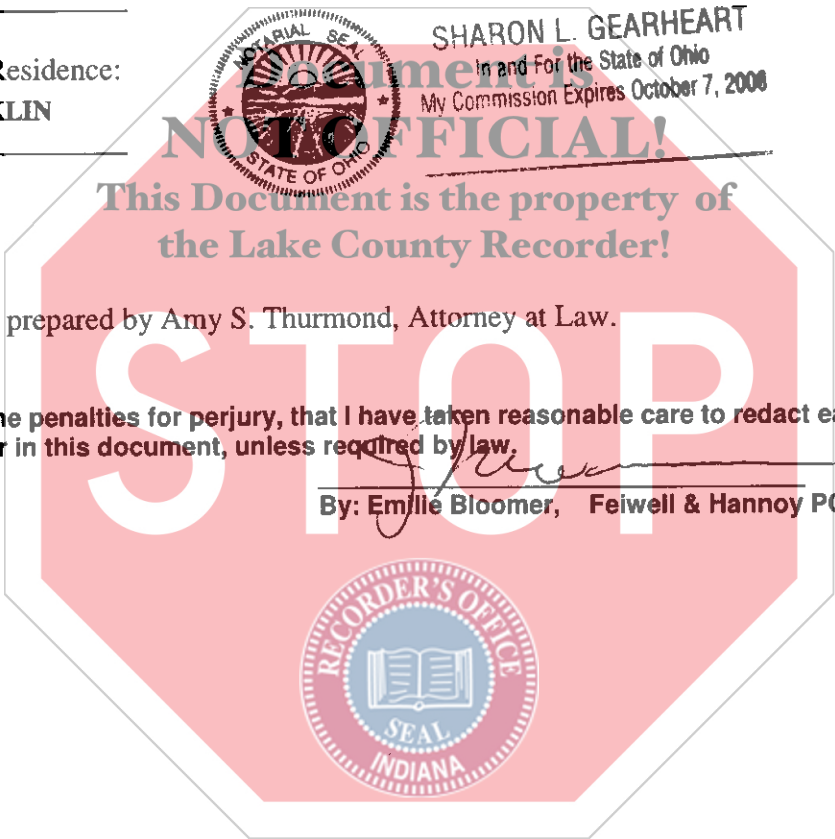 NOTARIAL SEAL
STATE OF OHIO
SHARON L. GEARHEART
In and For the State of Ohio
My Commission Expires October 7, 2006
Residence:
KLIN
Document is
NOT OFFICIAL!
This Document is the property of
the Lake County Recorder!
prepared by Amy S. Thurmond, Attorney at Law.
STOP
he penalties for perjury, that I have taken reasonable care to redact ea
r in this document, unless required by law.
By: Emilie Bloomer, Feiwell & Hannoy PC
RECORDER'S OFFICE
SEAL
INDIANA